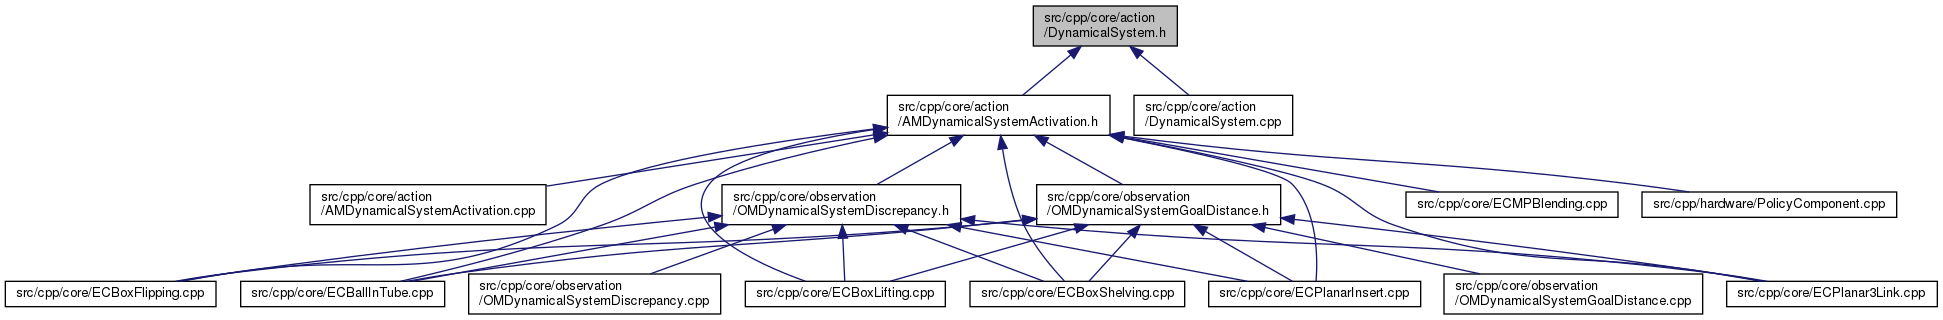 src/cpp/core/action
/DynamicalSystem.h
src/cpp/core/action
/AMDynamicalSystemActivation.h
src/cpp/core/action
/DynamicalSystem.cpp
src/cpp/core/action
/AMDynamicalSystemActivation.cpp
src/cpp/core/observation
/OMDynamicalSystemDiscrepancy.h
src/cpp/core/observation
/OMDynamicalSystemGoalDistance.h
src/cpp/core/ECMPBlending.cpp
src/cpp/hardware/PolicyComponent.cpp
src/cpp/core/ECBoxFlipping.cpp
src/cpp/core/ECBallInTube.cpp
src/cpp/core/observation
/OMDynamicalSystemDiscrepancy.cpp
src/cpp/core/ECBoxLifting.cpp
src/cpp/core/ECBoxShelving.cpp
src/cpp/core/ECPlanarInsert.cpp
src/cpp/core/observation
/OMDynamicalSystemGoalDistance.cpp
src/cpp/core/ECPlanar3Link.cpp